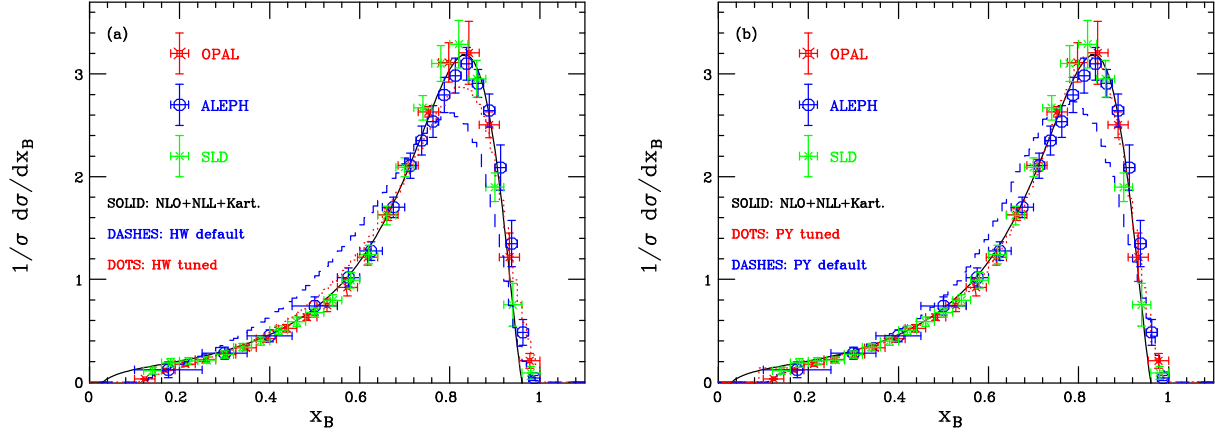 (a)
OPAL
ALEPH
SLD
SOLID: NLO+NLL+Kart.
DASHES: HW default
DOTS: HW tuned
1/σ dσ/dx_B
3
2
1
0
0 0.2 0.4 0.6 0.8 1
x_B
(b)
OPAL
ALEPH
SLD
SOLID: NLO+NLL+Kart.
DOTS: PY tuned
DASHES: PY default
1/σ dσ/dx_B
3
2
1
0
0 0.2 0.4 0.6 0.8 1
x_B